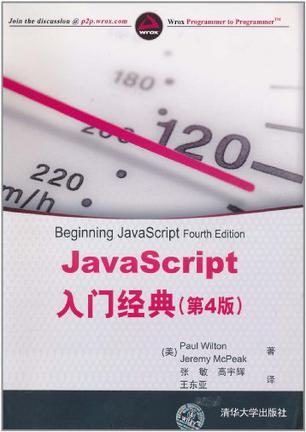 Join the discussion @ p2p.wrox.com
wrox
Wrox Programmer to Programmer™
180
120
200
220
m/h
Beginning JavaScript Fourth Edition
JavaScript
入门经典(第4版)
(美) Paul Wilton
Jeremy McPeak 著
张 敏 高宇辉
王东亚 译
清华大学出版社